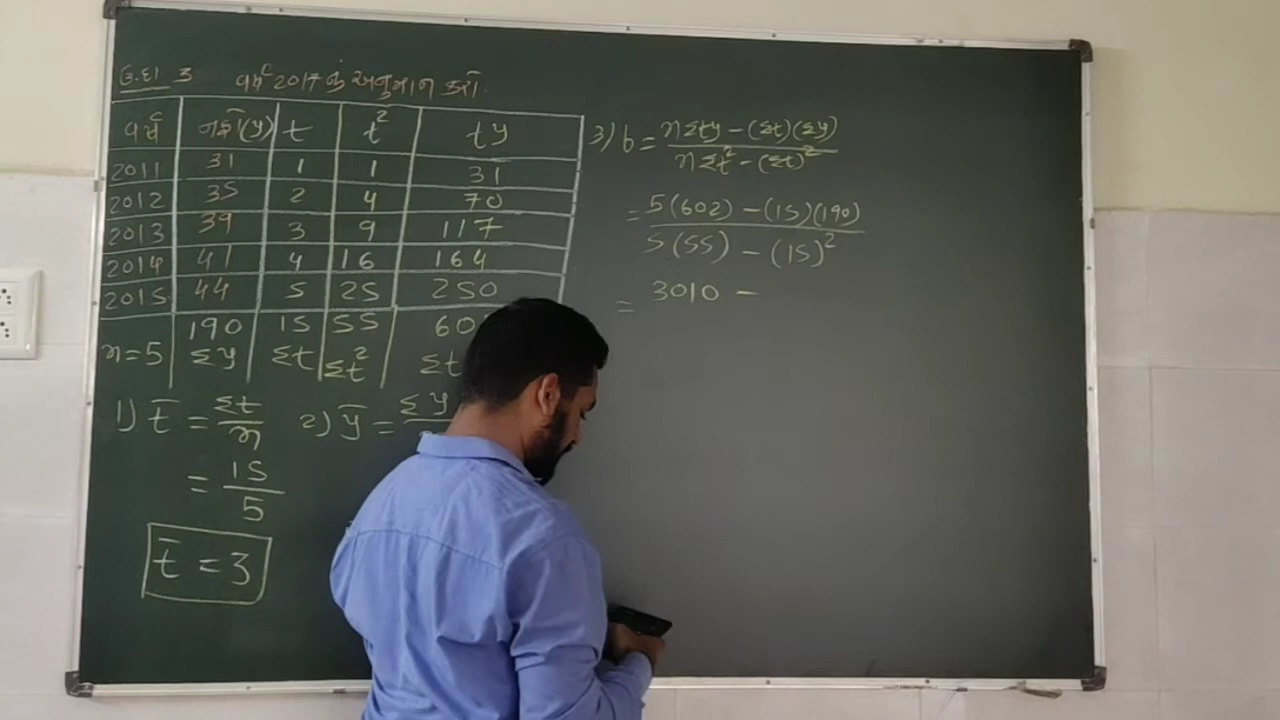 ઉ.દા 3 વર્ષ 2017 નું અનુમાન કરો.
વર્ષ નફો(y) t t² ty
2011 31 1 1 31
2012 35 2 4 70
2013 39 3 9 117
2014 41 4 16 164
2015 44 5 25 250
190 15 55 60
n=5 Σy Σt Σt² Σt
1) t̄ = Σt/n
= 15/5
t̄ = 3
2) ȳ = Σy
3) b = nΣty - (Σt)(Σy) / nΣt² - (Σt)²
= 5(602) - (15)(190) / 5(55) - (15)²
= 3010 -